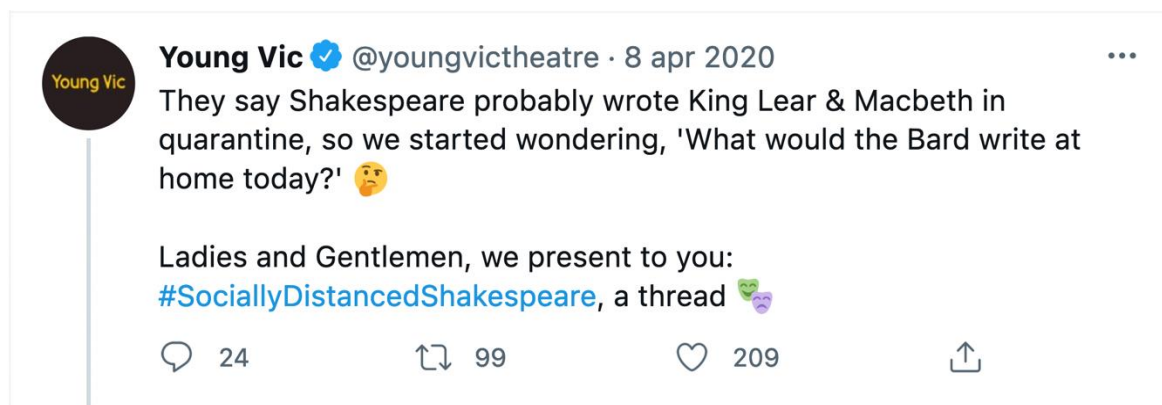 Young Vic
Young Vic @youngvictheatre · 8 apr 2020
They say Shakespeare probably wrote King Lear & Macbeth in
quarantine, so we started wondering, 'What would the Bard write at
home today?' 🤔
Ladies and Gentlemen, we present to you:
#SociallyDistancedShakespeare, a thread 🎭
24 99 209